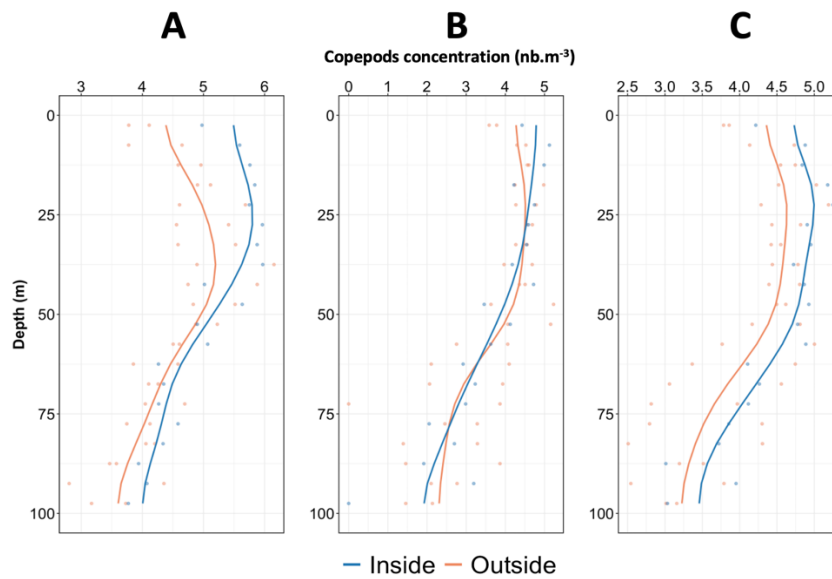 A B C
Copepods concentration (nb.m⁻³)
3 4 5 6 0 1 2 3 4 5 2.5 3.0 3.5 4.0 4.5 5.0
0 0 0
25 25 25
Depth (m)
50 50 50
75 75 75
100 100 100
Inside Outside